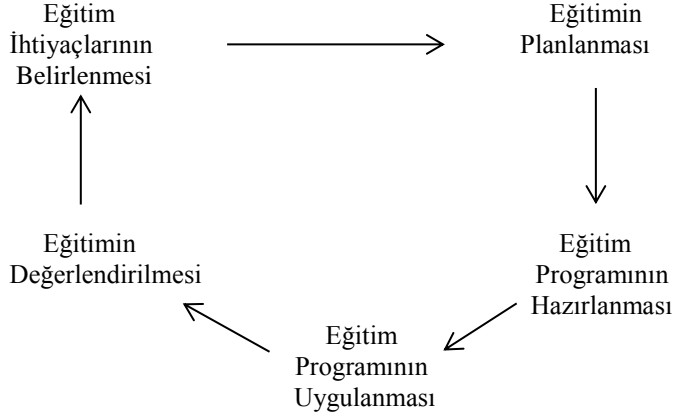 Eğitim
İhtiyaçlarının
Belirlenmesi
Eğitimin
Planlanması
Eğitim
Programının
Hazırlanması
Eğitim
Programının
Uygulanması
Eğitimin
Değerlendirilmesi